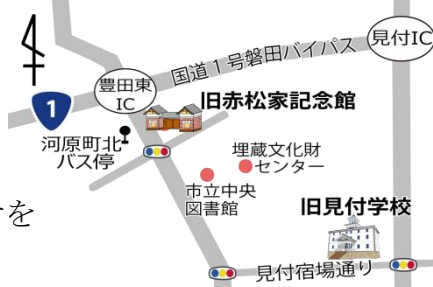 見付IC
国道1号磐田バイパス
豊田東
IC
1
旧赤松家記念館
河原町北
バス停
埋蔵文化財
センター
市立中央
図書館
旧見付学校
を
見付宿場通り